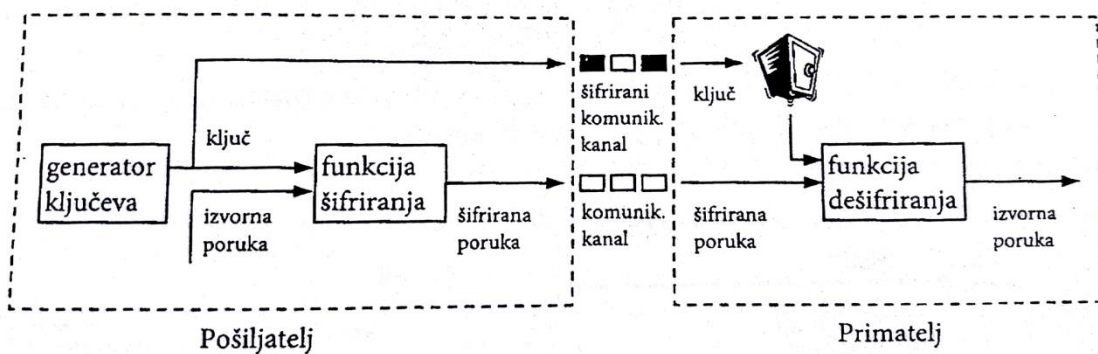 ključ
generator
ključeva
izvorna
poruka
funkcija
šifriranja
šifrirana
poruka
šifrirani
komunik.
kanal
komunik.
kanal
ključ
šifrirana
poruka
funkcija
dešifriranja
izvorna
poruka
Pošiljatelj
Primatelj